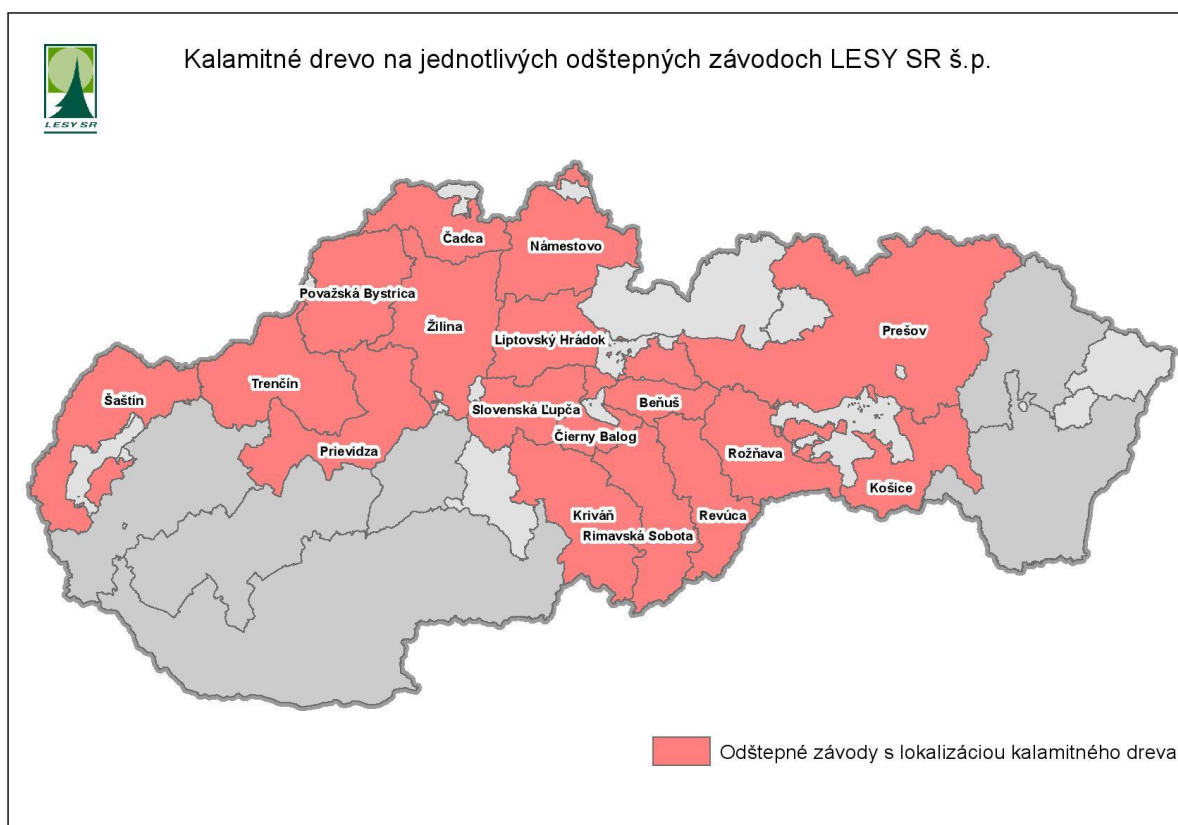 Kalamitné drevo na jednotlivých odštepných závodoch LESY SR š.p.
LESY SR
Čadca
Námestovo
Považská Bystrica
Žilina
Liptovský Hrádok
Prešov
Trenčín
Šaštín
Slovenská Ľupča
Beňuš
Čierny Balog
Prievidza
Rožňava
Košice
Kriváň
Revúca
Rimavská Sobota
Odštepné závody s lokalizáciou kalamitného dreva